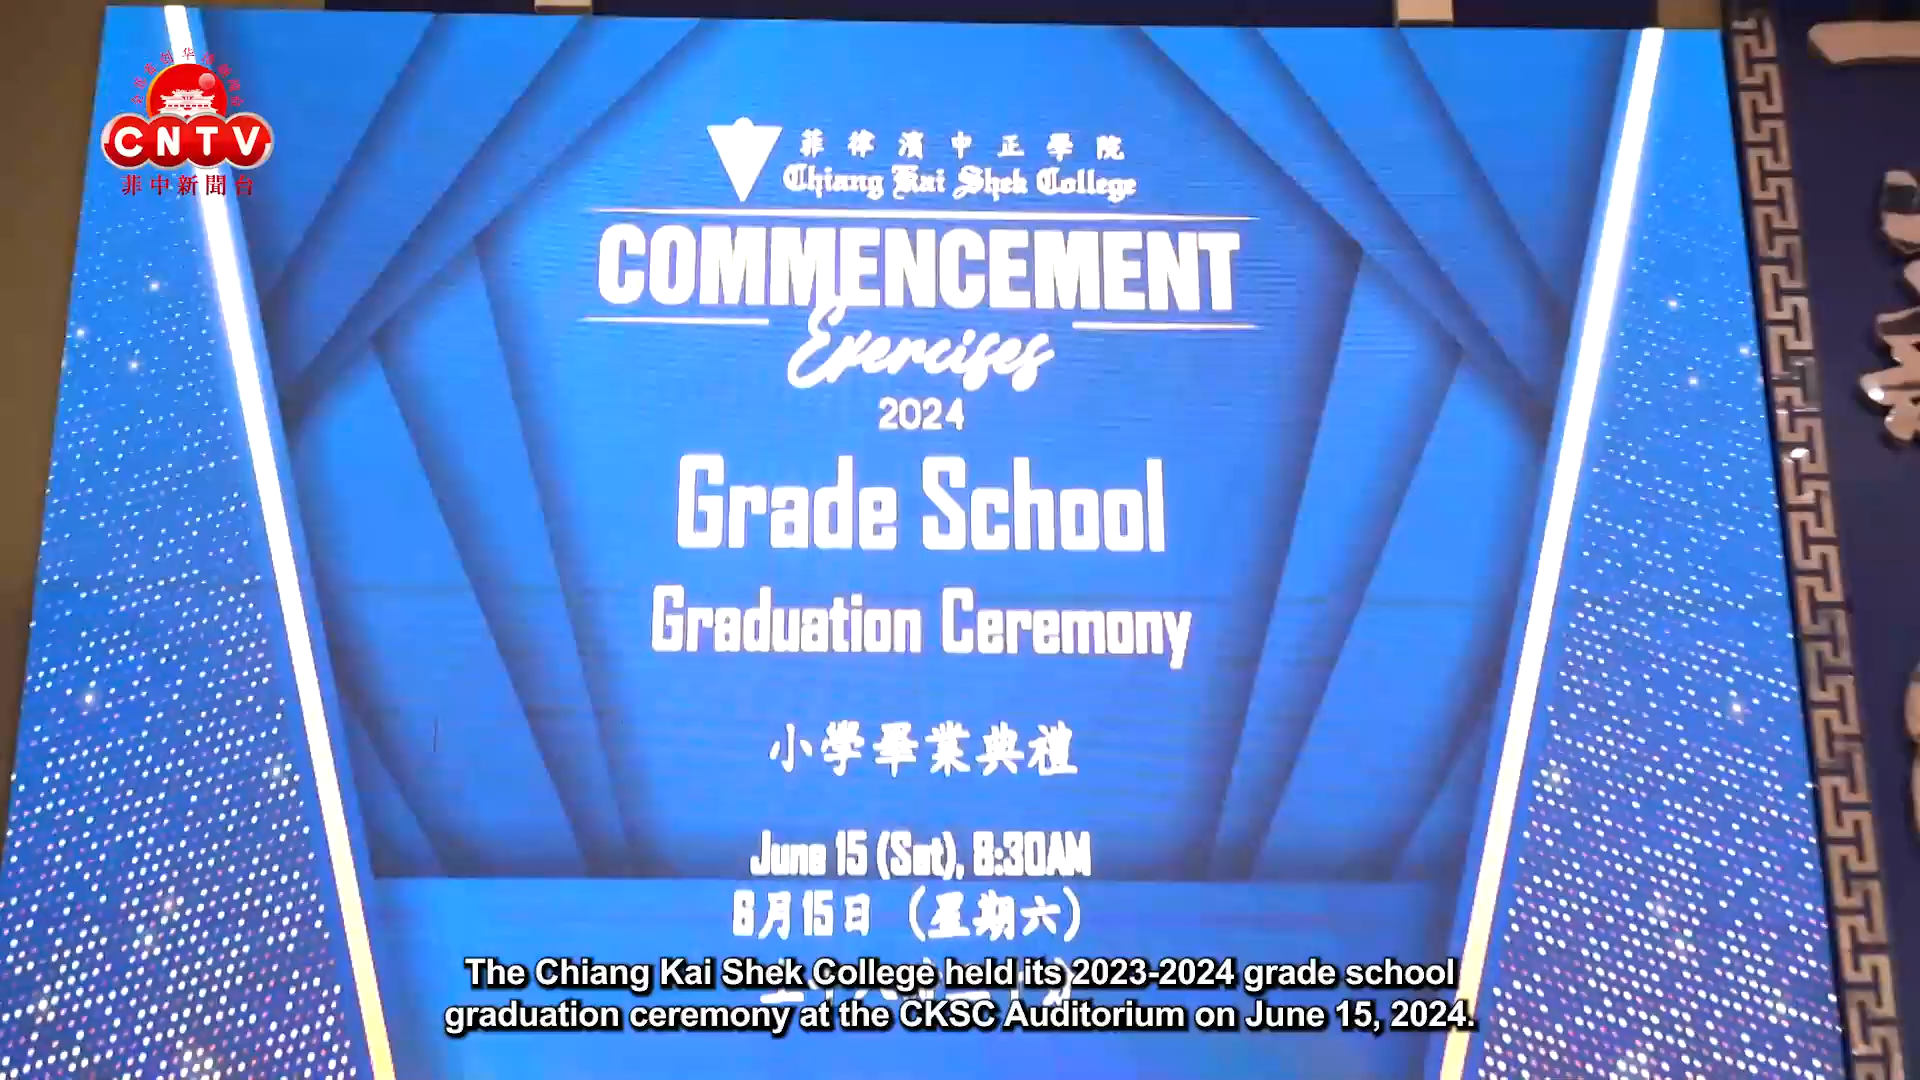 CNTV
菲中新聞台
菲律濱中正學院
Chiang Kai Shek College
COMMENCEMENT
Exercises
2024
Grade School
Graduation Ceremony
小學畢業典禮
June 15 (Sat), 8:30AM
6月15日 (星期六)
The Chiang Kai Shek College held its 2023-2024 grade school
graduation ceremony at the CKSC Auditorium on June 15, 2024.